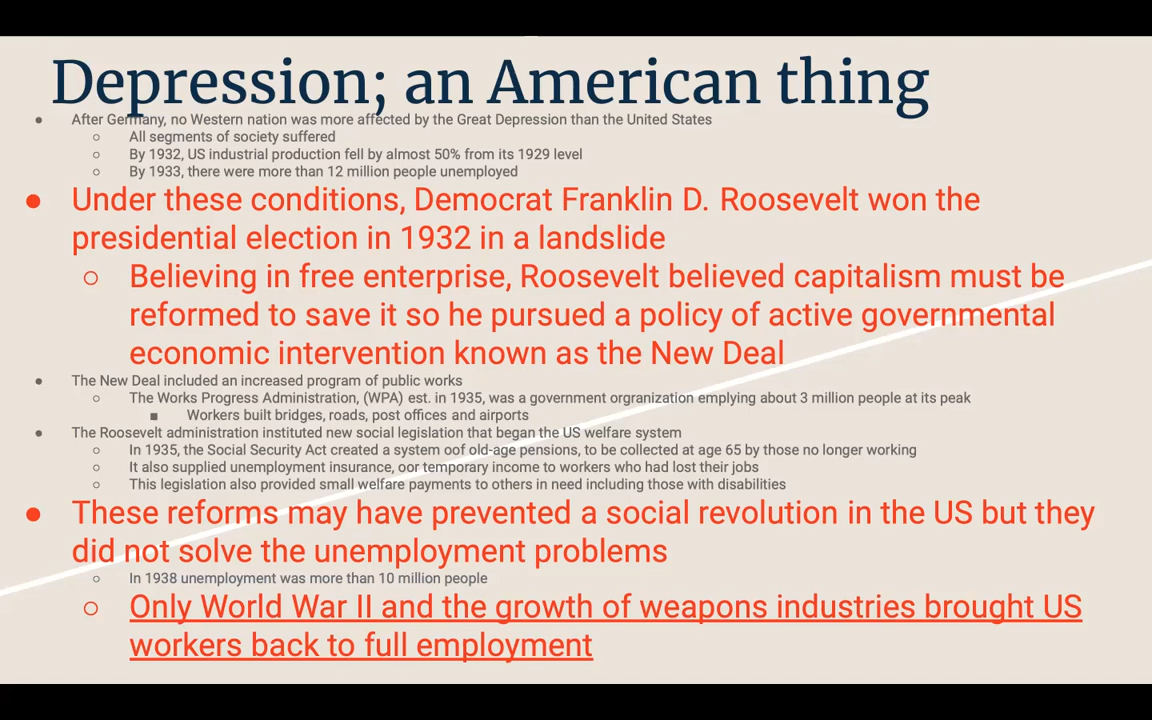 Depression; an American thing
● After Germany, no Western nation was more affected by the Great Depression than the United States
○ All segments of society suffered
○ By 1932, US industrial production fell by almost 50% from its 1929 level
○ By 1933, there were more than 12 million people unemployed
● Under these conditions, Democrat Franklin D. Roosevelt won the
presidential election in 1932 in a landslide
○ Believing in free enterprise, Roosevelt believed capitalism must be
reformed to save it so he pursued a policy of active governmental
economic intervention known as the New Deal
● The New Deal included an increased program of public works
○ The Works Progress Administration, (WPA) est. in 1935, was a government orgranization emplying about 3 million people at its peak
■ Workers built bridges, roads, post offices and airports
● The Roosevelt administration instituted new social legislation that began the US welfare system
○ In 1935, the Social Security Act created a system oof old-age pensions, to be collected at age 65 by those no longer working
○ It also supplied unemployment insurance, oor temporary income to workers who had lost their jobs
○ This legislation also provided small welfare payments to others in need including those with disabilities
● These reforms may have prevented a social revolution in the US but they
did not solve the unemployment problems
○ In 1938 unemployment was more than 10 million people
○ Only World War II and the growth of weapons industries brought US
workers back to full employment